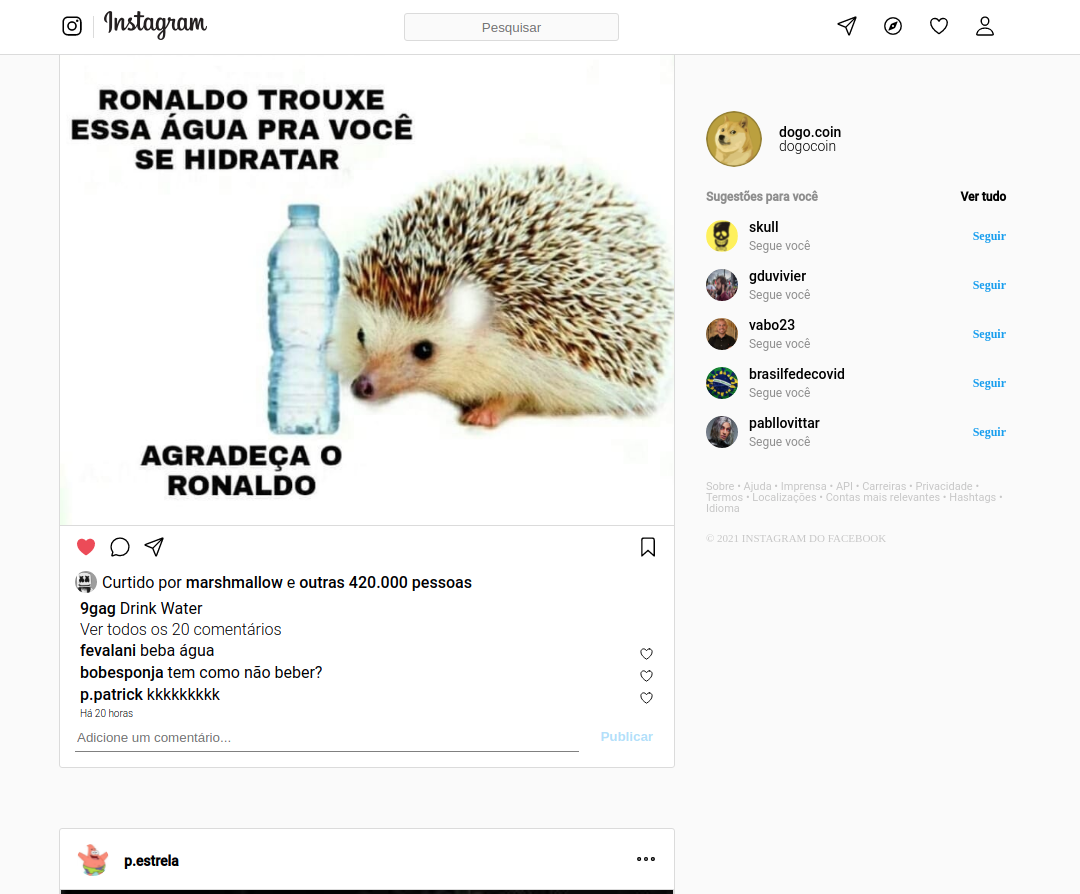 Instagram
Pesquisar
RONALDO TROUXE
ESSA ÁGUA PRA VOCÊ
SE HIDRATAR
AGRADEÇA O
RONALDO
Curtido por marshmallow e outras 420.000 pessoas
9gag Drink Water
Ver todos os 20 comentários
fevalani beba água
bobesponja tem como não beber?
p.patrick kkkkkkkkk
Há 20 horas
Adicione um comentário...
Publicar
p.estrela
dogo.coin
dogocoin
Sugestões para você
Ver tudo
skull
Segue você
Seguir
gduvivier
Segue você
Seguir
vabo23
Segue você
Seguir
brasilfedecovid
Segue você
Seguir
pabllovittar
Segue você
Seguir
Sobre • Ajuda • Imprensa • API • Carreiras • Privacidade •
Termos • Localizações • Contas mais relevantes • Hashtags •
Idioma
© 2021 INSTAGRAM DO FACEBOOK